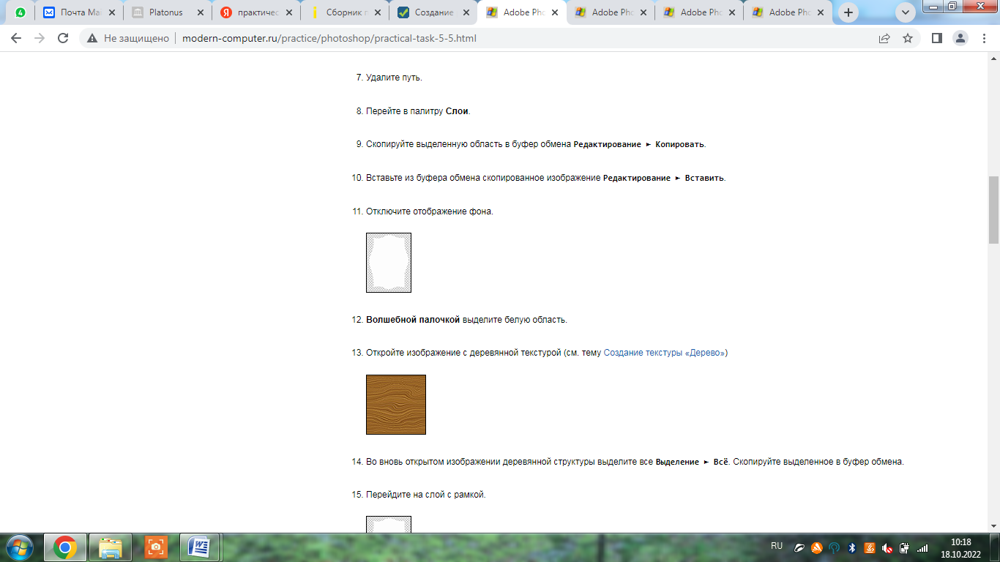 4 Почта Mai Platonus Я практичес Сборник п Создание Adobe Pho Adobe Pho Adobe Pho Adobe Pho
Не защищено modern-computer.ru/practice/photoshop/practical-task-5-5.html
7. Удалите путь.
8. Перейте в палитру Слои.
9. Скопируйте выделенную область в буфер обмена Редактирование ► Копировать.
10. Вставьте из буфера обмена скопированное изображение Редактирование ► Вставить.
11. Отключите отображение фона.
12. Волшебной палочкой выделите белую область.
13. Откройте изображение с деревянной текстурой (см. тему Создание текстуры «Дерево»)
14. Во вновь открытом изображении деревянной структуры выделите все Выделение ► Всё. Скопируйте выделенное в буфер обмена.
15. Перейдите на слой с рамкой.
RU
10:18
18.10.2022